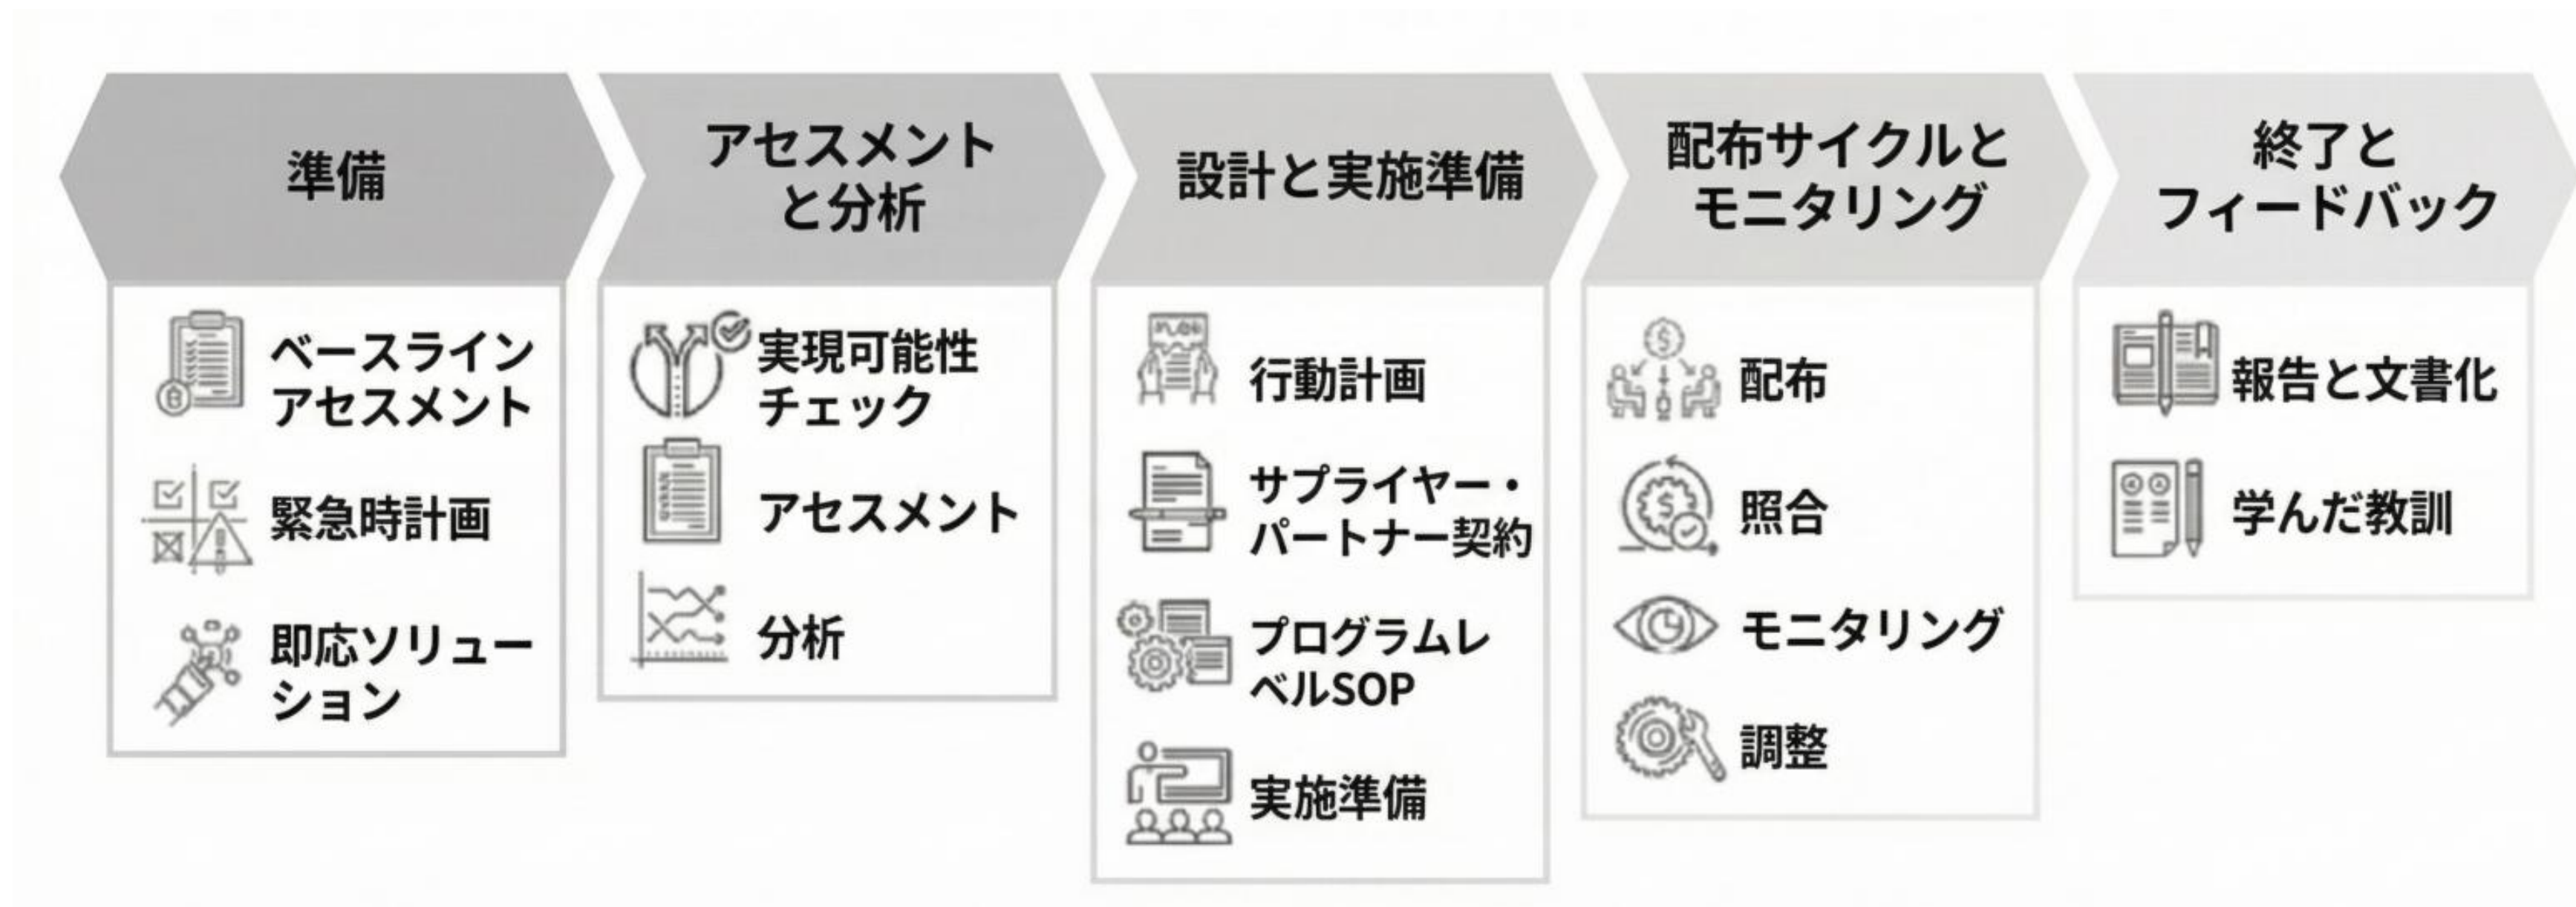 準備
ベースライン
アセスメント
緊急時計画
即応ソリュー
ション
アセスメント
と分析
実現可能性
チェック
アセスメント
分析
設計と実施準備
行動計画
サプライヤー・
パートナー契約
プログラムレ
ベルSOP
実施準備
配布サイクルと
モニタリング
配布
照合
モニタリング
調整
終了と
フィードバック
報告と文書化
学んだ教訓